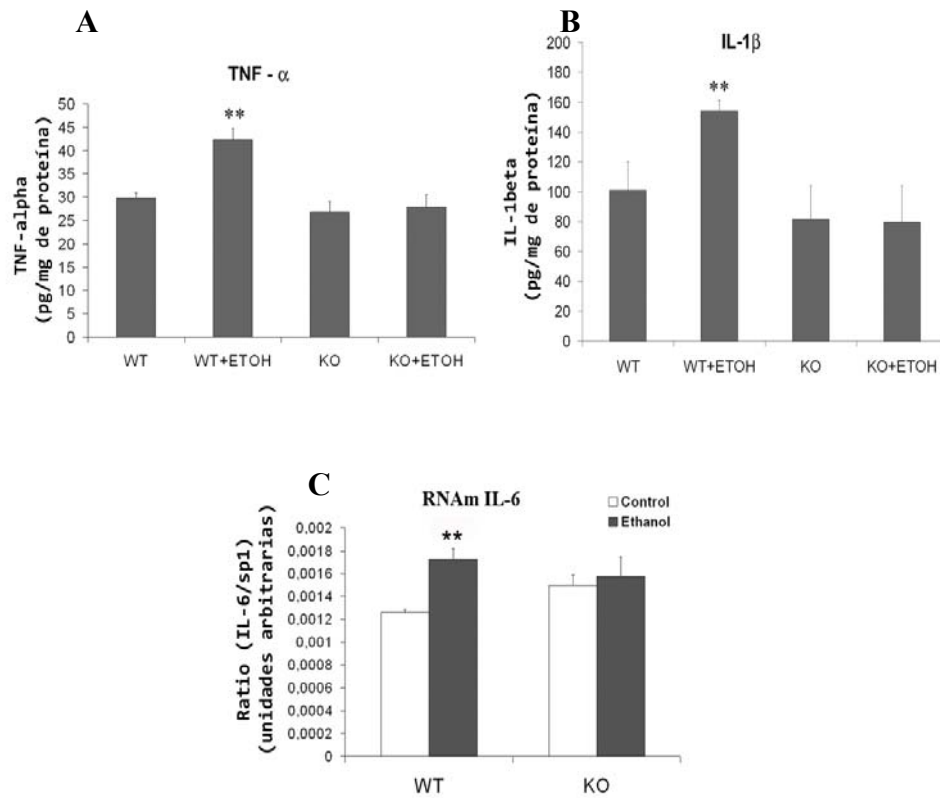 A
TNF - α
TNF-alpha
(pg/mg de proteína)
50
45
40
35
30
25
20
15
10
5
0
**
WT
WT+ETOH
KO
KO+ETOH
B
IL-1β
IL-1beta
(pg/mg de proteína)
200
180
160
140
120
100
80
60
40
20
0
**
WT
WT+ETOH
KO
KO+ETOH
C
RNAm IL-6
Control
Ethanol
Ratio (IL-6/sp1)
(unidades arbitrarias)
0,002
0,0018
0,0016
0,0014
0,0012
0,001
0,0008
0,0006
0,0004
0,0002
0
**
WT
KO